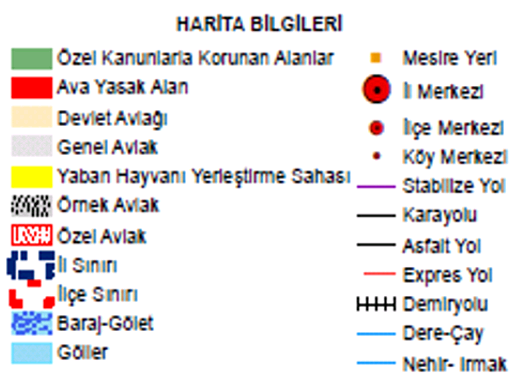 HARİTA BİLGİLERİ
Özel Kanunlarla Korunan Alanlar
Ava Yasak Alan
Devlet Avlağı
Genel Avlak
Yaban Hayvanı Yerleştirme Sahası
Örnek Avlak
Özel Avlak
İl Sınırı
İlçe Sınırı
Baraj-Gölet
Göller
Mesire Yeri
İl Merkezi
İlçe Merkezi
Köy Merkezi
Stabilize Yol
Karayolu
Asfalt Yol
Expres Yol
Demiryolu
Dere-Çay
Nehir- Irmak